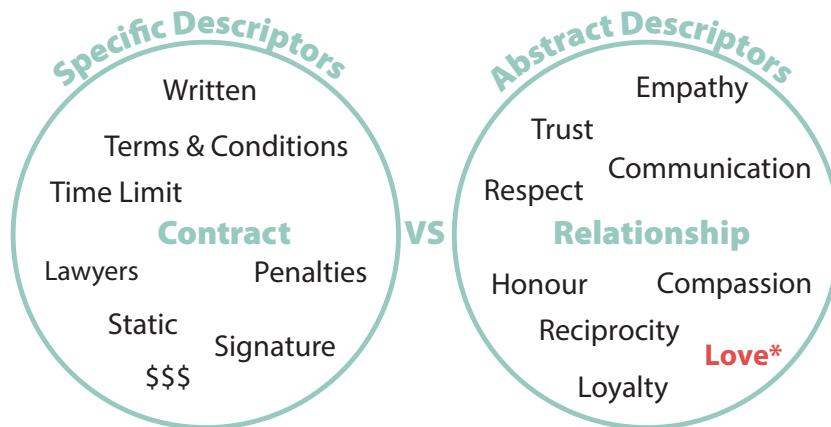 Specific Descriptors
Written
Terms & Conditions
Time Limit
Contract
Lawyers
Penalties
Static
Signature
$$$
VS
Abstract Descriptors
Empathy
Trust
Communication
Respect
Relationship
Honour
Compassion
Reciprocity
Love*
Loyalty